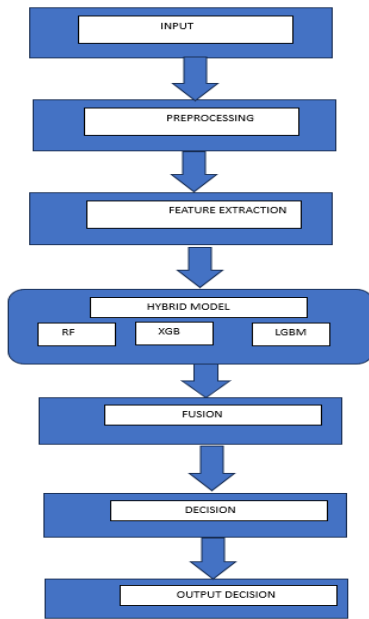 INPUT
PREPROCESSING
FEATURE EXTRACTION
HYBRID MODEL
RF XGB LGBM
FUSION
DECISION
OUTPUT DECISION